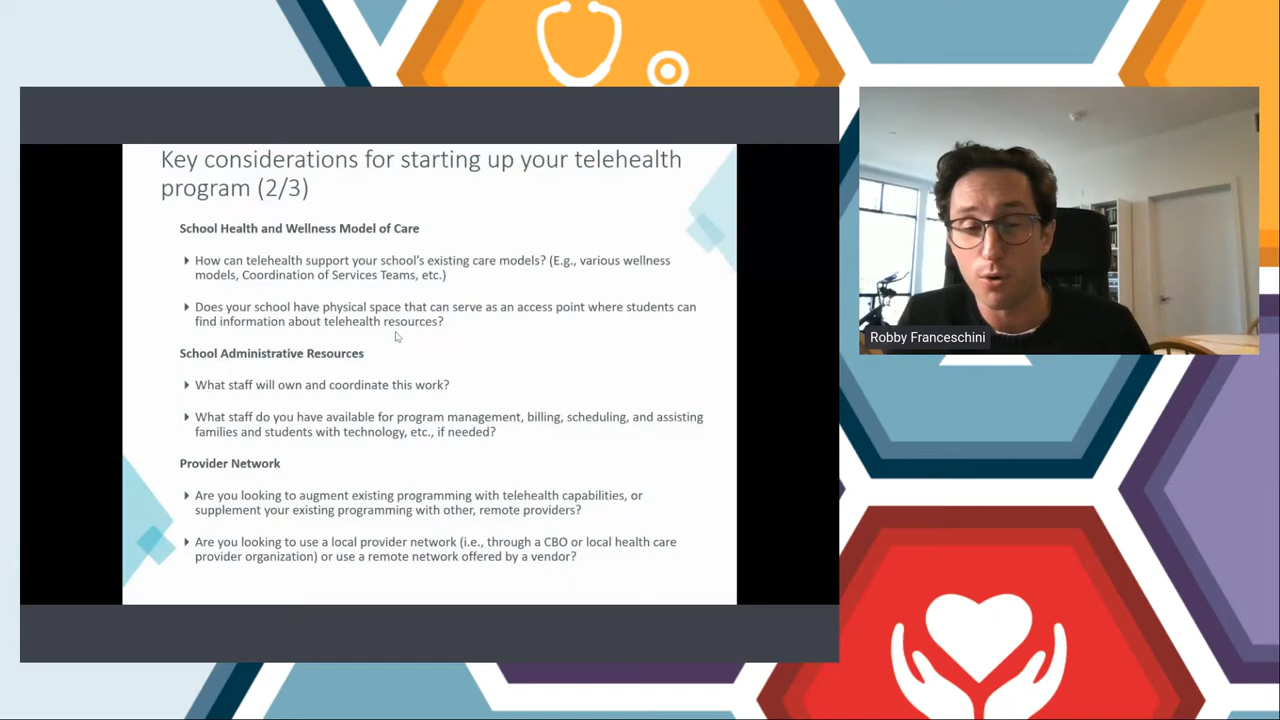 Key considerations for starting up your telehealth
program (2/3)
School Health and Wellness Model of Care
How can telehealth support your school's existing care models? (E.g., various wellness
models, Coordination of Services Teams, etc.)
Does your school have physical space that can serve as an access point where students can
find information about telehealth resources?
School Administrative Resources
What staff will own and coordinate this work?
What staff do you have available for program management, billing, scheduling, and assisting
families and students with technology, etc., if needed?
Provider Network
Are you looking to augment existing programming with telehealth capabilities, or
supplement your existing programming with other, remote providers?
Are you looking to use a local provider network (i.e., through a CBO or local health care
provider organization) or use a remote network offered by a vendor?
Robby Franceschini